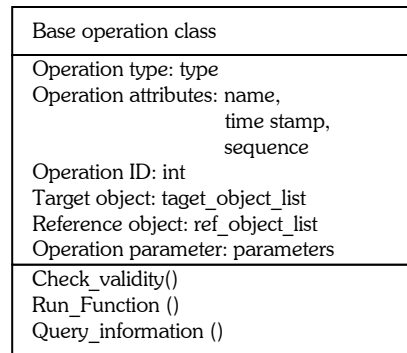 Base operation class
Operation type: type
Operation attributes: name,
time stamp,
sequence
Operation ID: int
Target object: taget_object_list
Reference object: ref_object_list
Operation parameter: parameters
Check_validity()
Run_Function ()
Query_information ()